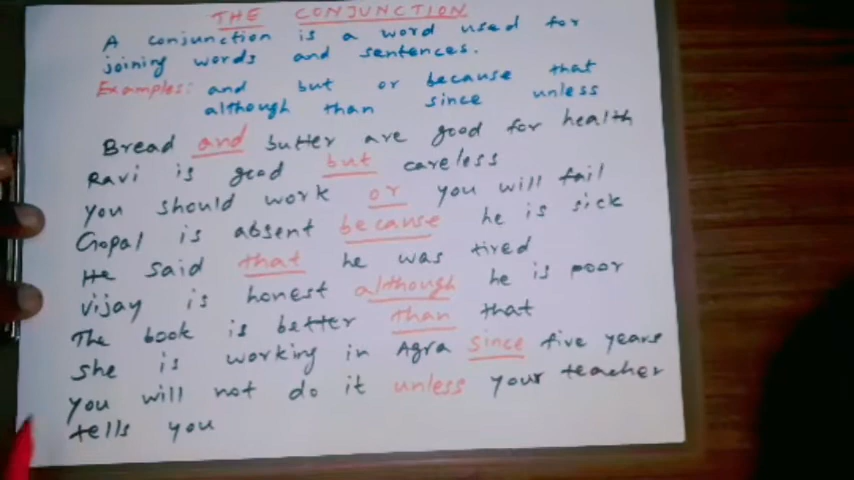 THE CONJUNCTION
A conjunction is a word used for
joining words and sentences.
Examples: and but or because that
although than since unless
Bread and butter are good for health
Ravi is good but careless
You should work or you will fail
Gopal is absent because he is sick
He said that he was tired
Vijay is honest although he is poor
The book is better than that
She is working in Agra since five years
You will not do it unless your teacher
tells you